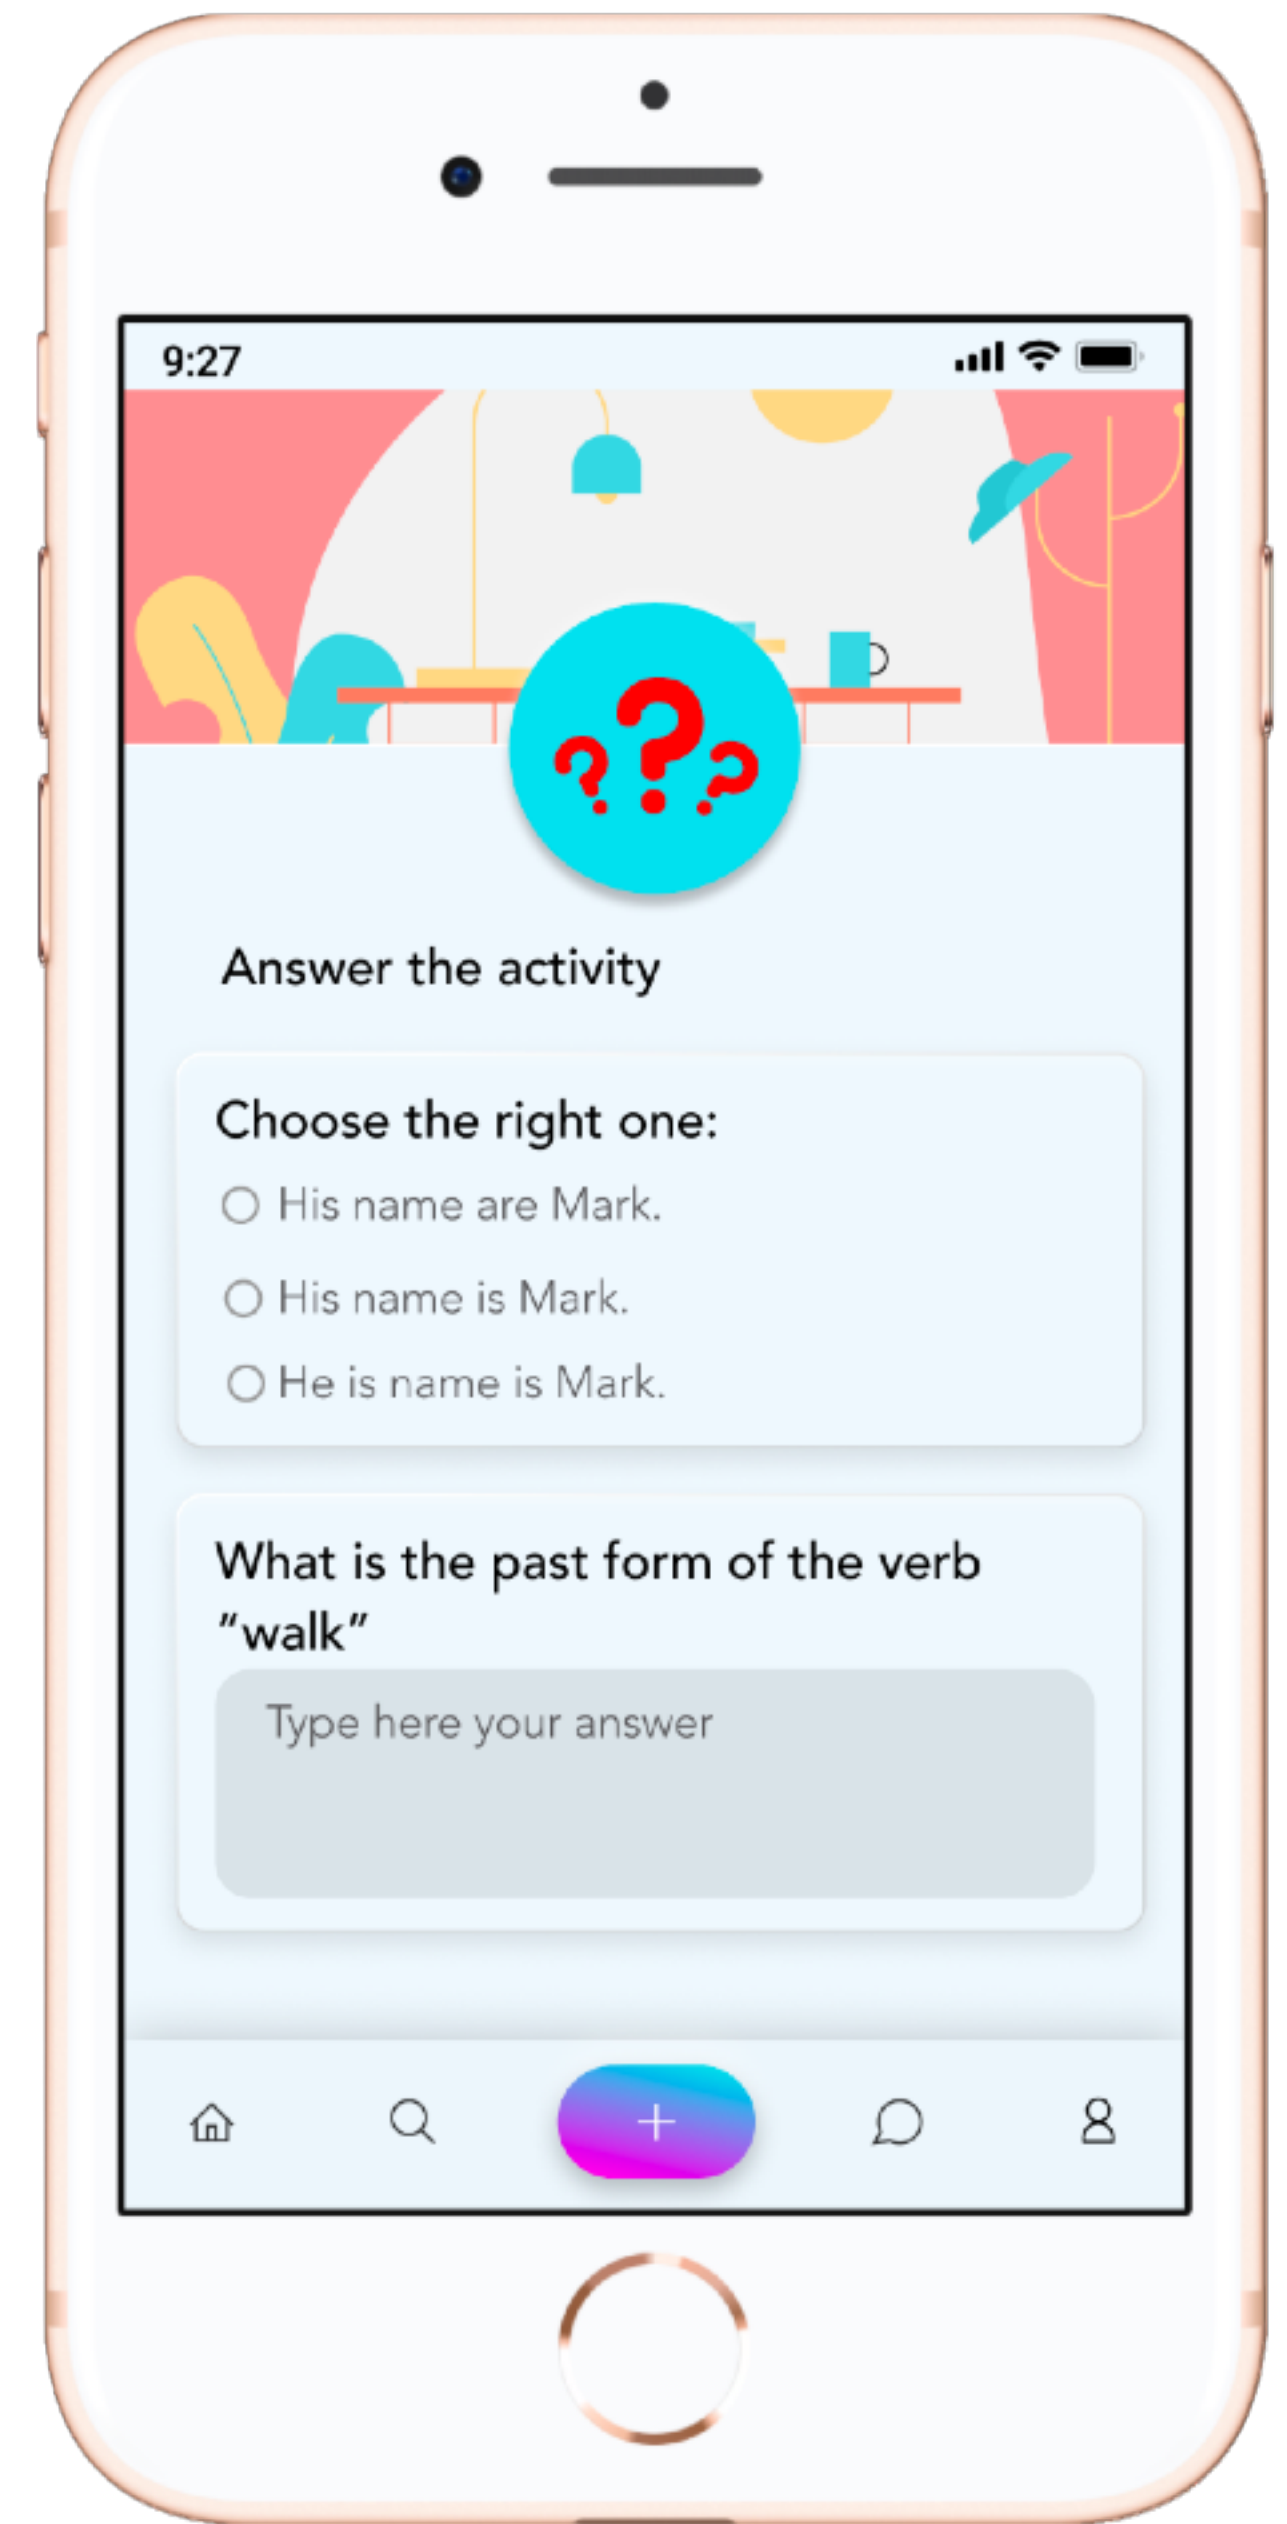 9:27
? ? ?
Answer the activity
Choose the right one:
His name are Mark.
His name is Mark.
He is name is Mark.
What is the past form of the verb
“walk”
Type here your answer